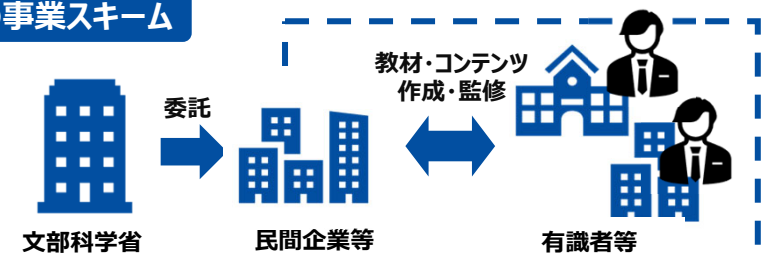 事業スキーム
教材・コンテンツ
作成・監修
委託
文部科学省
民間企業等
有識者等